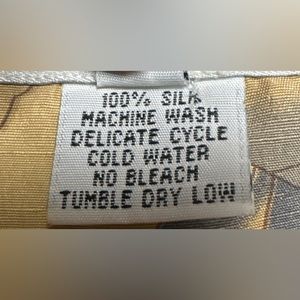 100% SILK
MACHINE WASH
DELICATE CYCLE
COLD WATER
NO BLEACH
TUMBLE DRY LOW